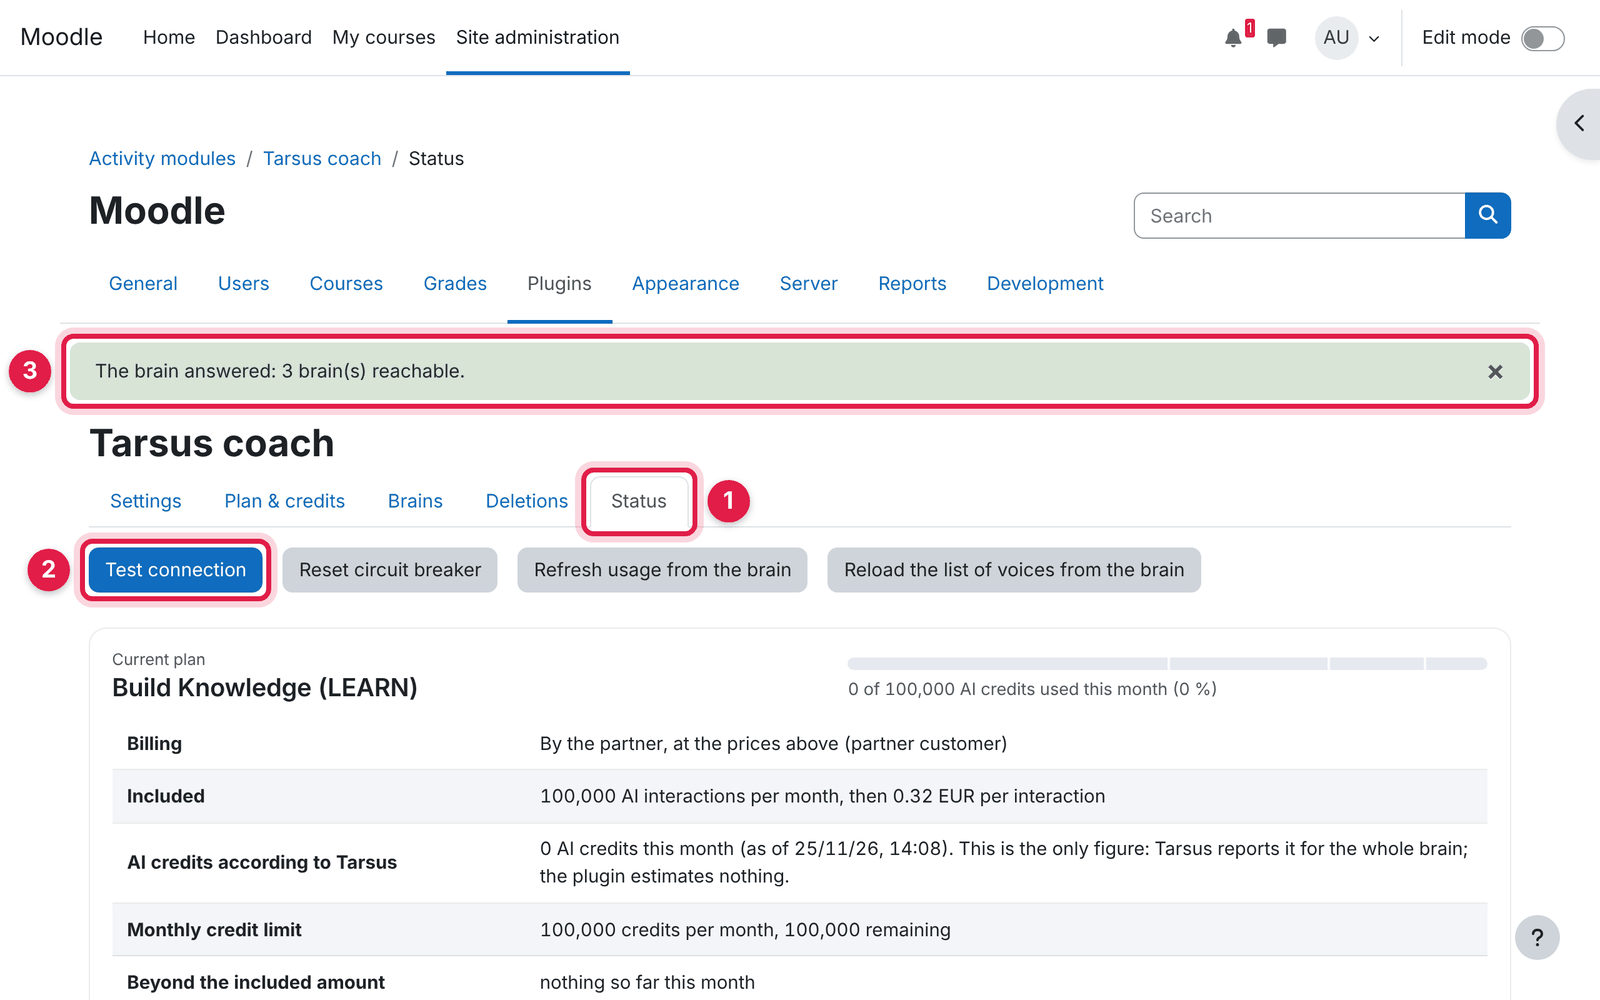 Moodle Home Dashboard My courses Site administration 1 AU Edit mode
Activity modules / Tarsus coach / Status
Moodle
Search
General Users Courses Grades Plugins Appearance Server Reports Development
3 The brain answered: 3 brain(s) reachable.
Tarsus coach
Settings Plan & credits Brains Deletions Status 1
2 Test connection Reset circuit breaker Refresh usage from the brain Reload the list of voices from the brain
Current plan
Build Knowledge (LEARN)
0 of 100,000 AI credits used this month (0 %)
Billing By the partner, at the prices above (partner customer)
Included 100,000 AI interactions per month, then 0.32 EUR per interaction
AI credits according to Tarsus 0 AI credits this month (as of 25/11/26, 14:08). This is the only figure: Tarsus reports it for the whole brain;
the plugin estimates nothing.
Monthly credit limit 100,000 credits per month, 100,000 remaining
?
Beyond the included amount nothing so far this month